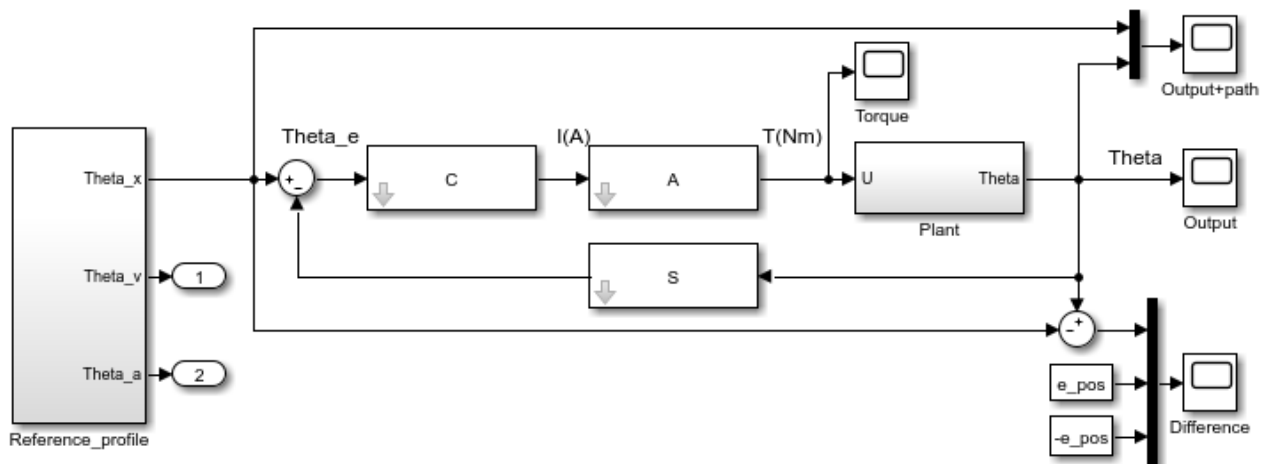 Output+path
Torque
Theta_e
I(A)
T(Nm)
Theta
Theta_x
C
A
U
Theta
Plant
Output
Theta_v
1
S
Theta_a
2
e_pos
-e_pos
Difference
Reference_profile